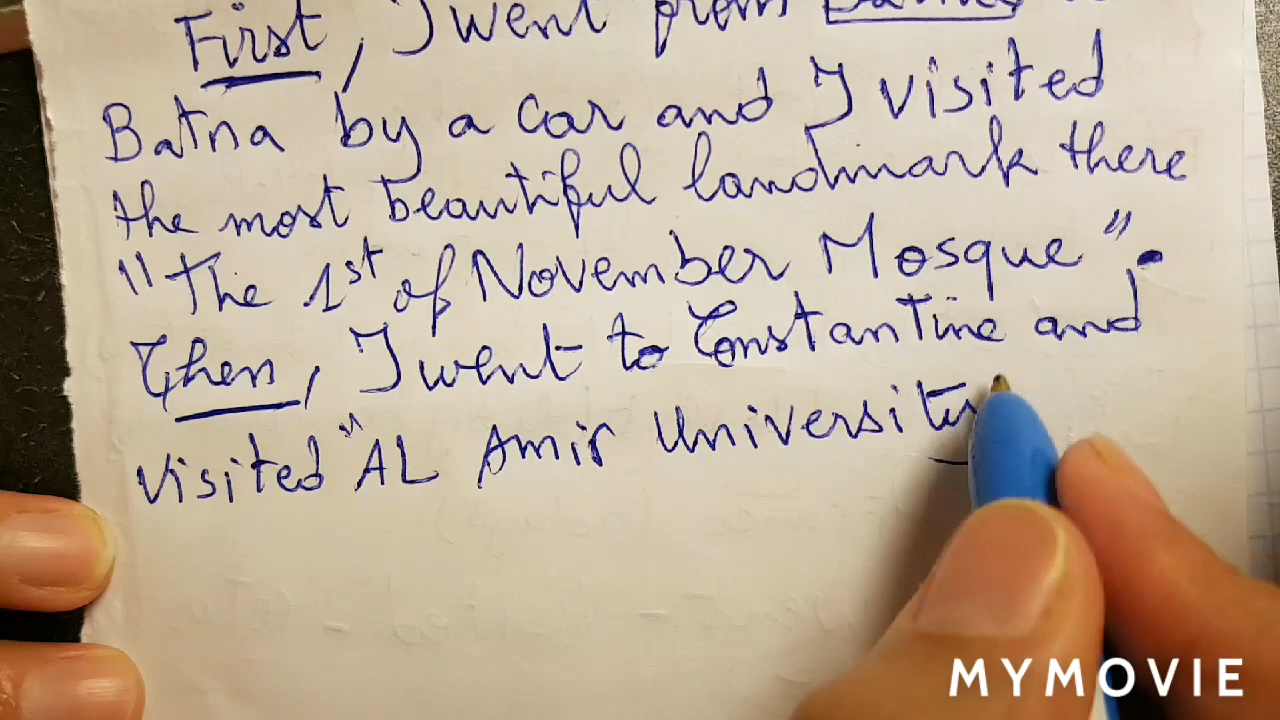 First, I went from
Batna by a car and I visited
the most beautiful landmark there
"The 1st of November Mosque".
Then, I went to Constantine and
visited "AL Amir University
MYMOVIE